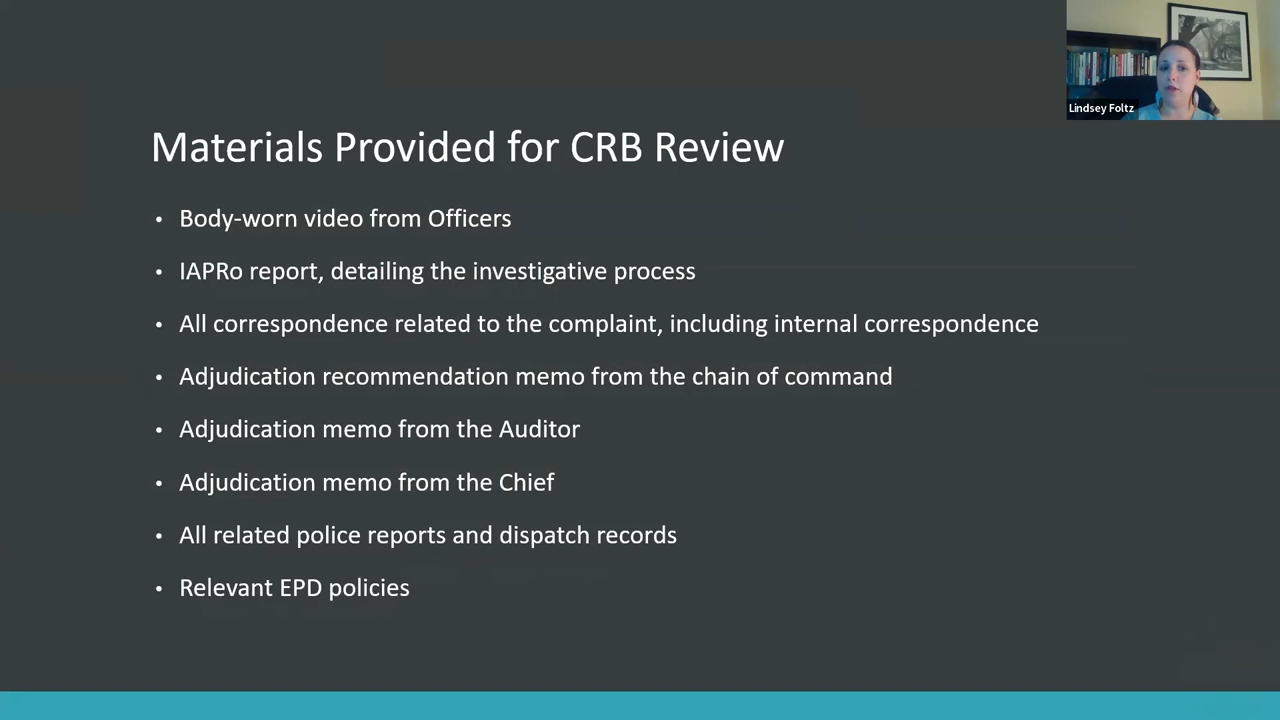 Lindsey Foltz
Materials Provided for CRB Review
• Body-worn video from Officers
• IAPRo report, detailing the investigative process
• All correspondence related to the complaint, including internal correspondence
• Adjudication recommendation memo from the chain of command
• Adjudication memo from the Auditor
• Adjudication memo from the Chief
• All related police reports and dispatch records
• Relevant EPD policies